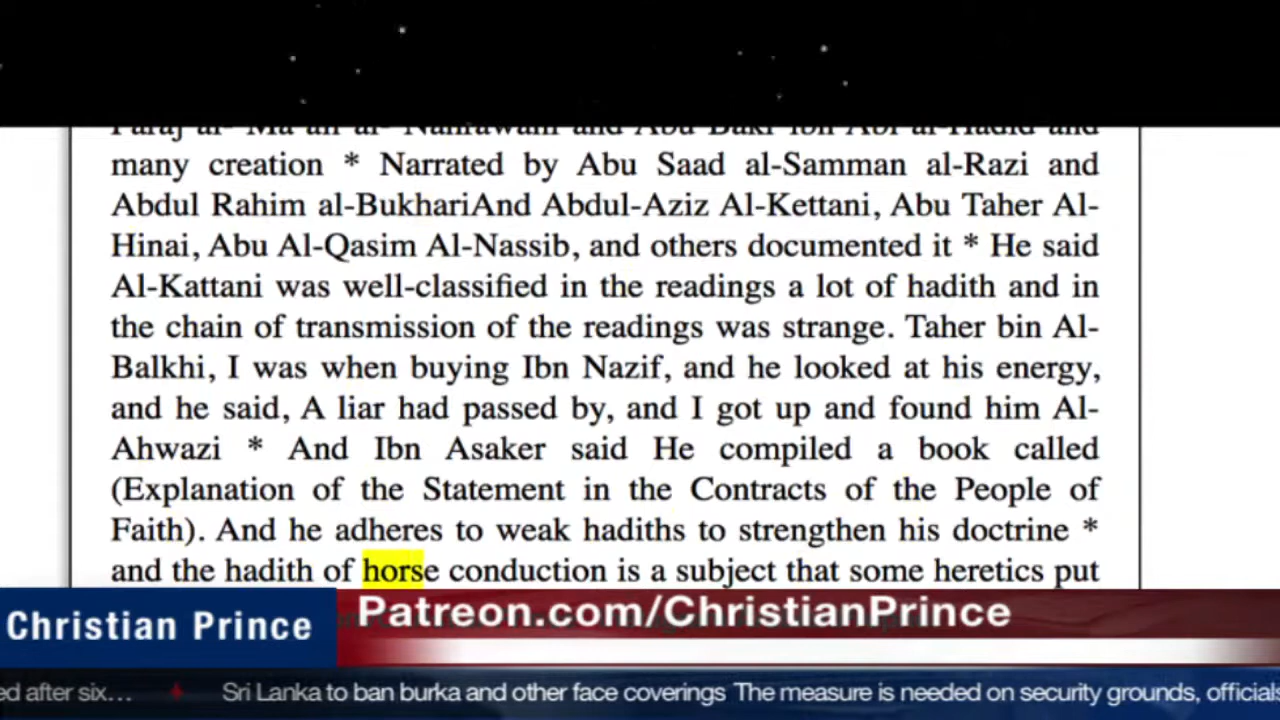 many creation * Narrated by Abu Saad al-Samman al-Razi and
Abdul Rahim al-BukhariAnd Abdul-Aziz Al-Kettani, Abu Taher Al-
Hinai, Abu Al-Qasim Al-Nassib, and others documented it * He said
Al-Kattani was well-classified in the readings a lot of hadith and in
the chain of transmission of the readings was strange. Taher bin Al-
Balkhi, I was when buying Ibn Nazif, and he looked at his energy,
and he said, A liar had passed by, and I got up and found him Al-
Ahwazi * And Ibn Asaker said He compiled a book called
(Explanation of the Statement in the Contracts of the People of
Faith). And he adheres to weak hadiths to strengthen his doctrine *
and the hadith of horse conduction is a subject that some heretics put
Christian Prince
Patreon.com/ChristianPrince
ed after six... Sri Lanka to ban burka and other face coverings The measure is needed on security grounds, officials